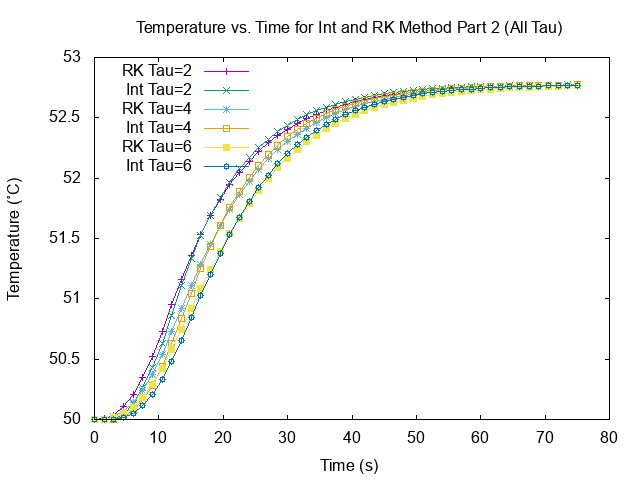 Temperature vs. Time for Int and RK Method Part 2 (All Tau)
53
52.5
52
51.5
51
50.5
50
Temperature (°C)
RK Tau=2
Int Tau=2
RK Tau=4
Int Tau=4
RK Tau=6
Int Tau=6
0 10 20 30 40 50 60 70 80
Time (s)